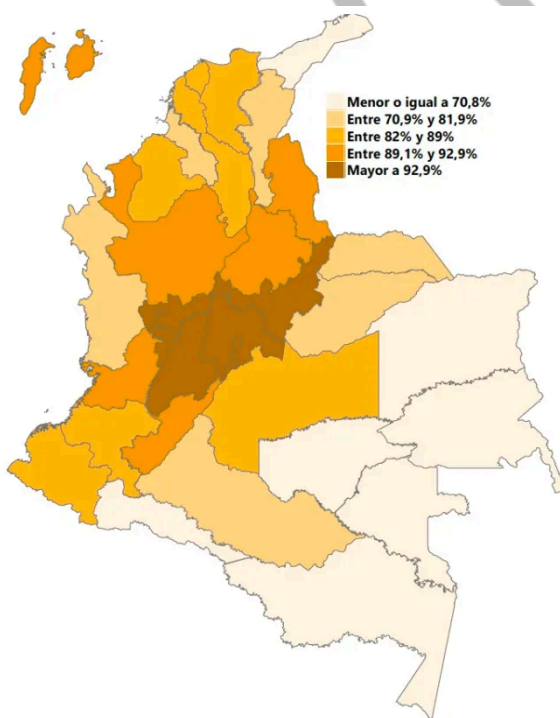 Menor o igual a 70,8%
Entre 70,9% y 81,9%
Entre 82% y 89%
Entre 89,1% y 92,9%
Mayor a 92,9%